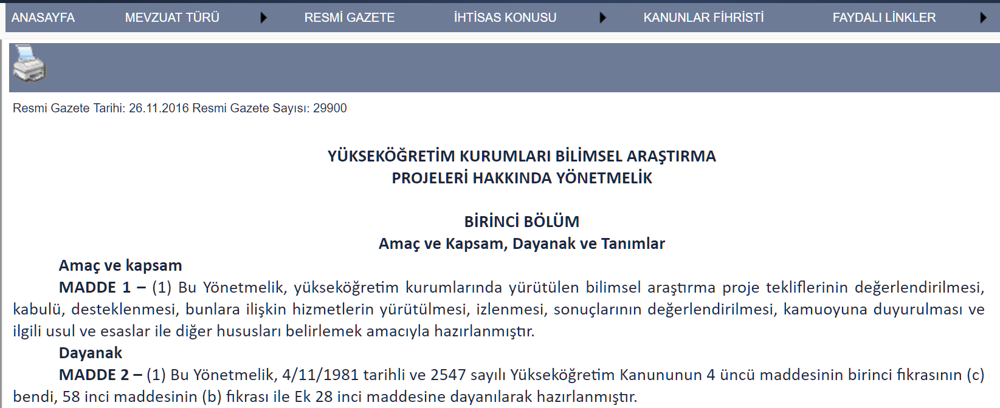 ANASAYFA MEVZUAT TÜRÜ RESMİ GAZETE İHTİSAS KONUSU KANUNLAR FİHRİSTİ FAYDALI LİNKLER
Resmi Gazete Tarihi: 26.11.2016 Resmi Gazete Sayısı: 29900
YÜKSEKÖĞRETİM KURUMLARI BİLİMSEL ARAŞTIRMA
PROJELERİ HAKKINDA YÖNETMELİK
BİRİNCİ BÖLÜM
Amaç ve Kapsam, Dayanak ve Tanımlar
Amaç ve kapsam
MADDE 1 – (1) Bu Yönetmelik, yükseköğretim kurumlarında yürütülen bilimsel araştırma proje tekliflerinin değerlendirilmesi,
kabulü, desteklenmesi, bunlara ilişkin hizmetlerin yürütülmesi, izlenmesi, sonuçlarının değerlendirilmesi, kamuoyuna duyurulması ve
ilgili usul ve esaslar ile diğer hususları belirlemek amacıyla hazırlanmıştır.
Dayanak
MADDE 2 – (1) Bu Yönetmelik, 4/11/1981 tarihli ve 2547 sayılı Yükseköğretim Kanununun 4 üncü maddesinin birinci fıkrasının (c)
bendi, 58 inci maddesinin (b) fıkrası ile Ek 28 inci maddesine dayanılarak hazırlanmıştır.